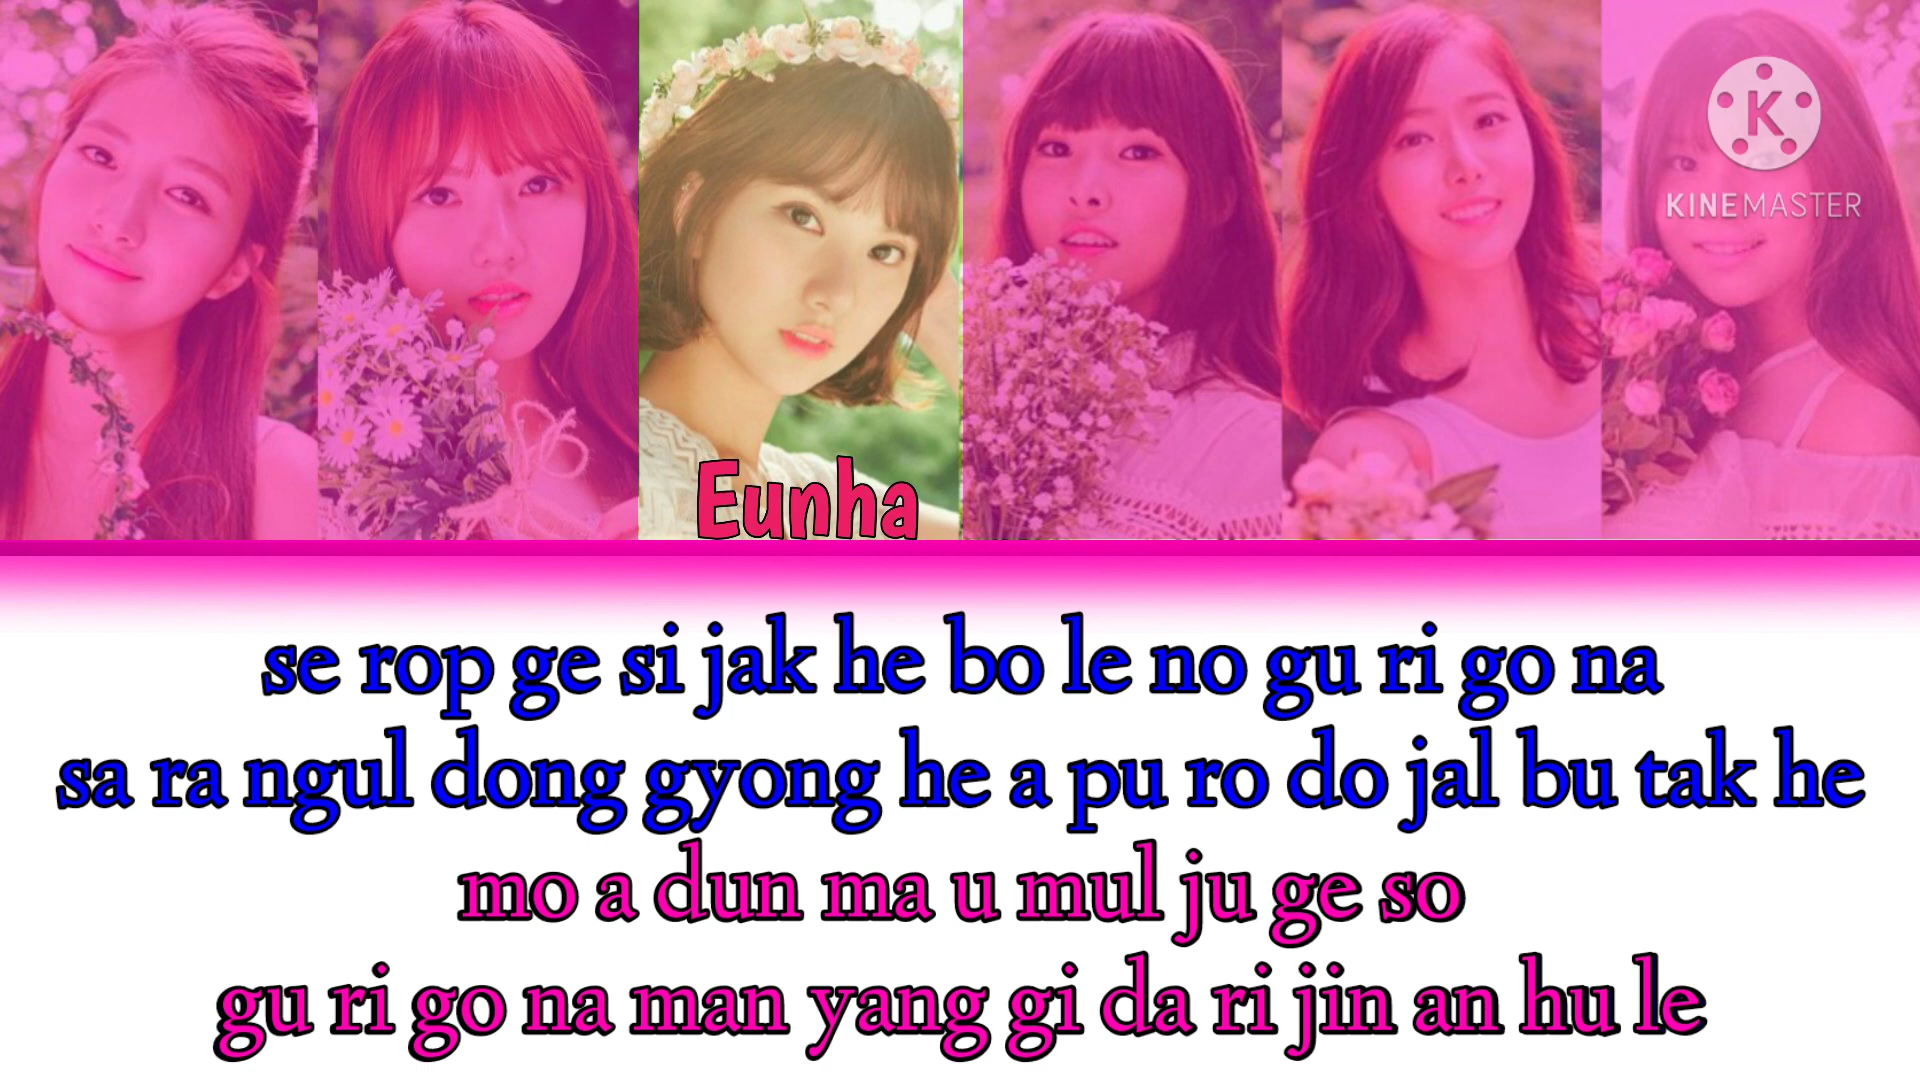 K
KINEMASTER
Eunha
se rop ge si jak he bo le no gu ri go na
sa ra ngul dong gyong he a pu ro do jal bu tak he
mo a dun ma u mul ju ge so
gu ri go na man yang gi da ri jin an hu le